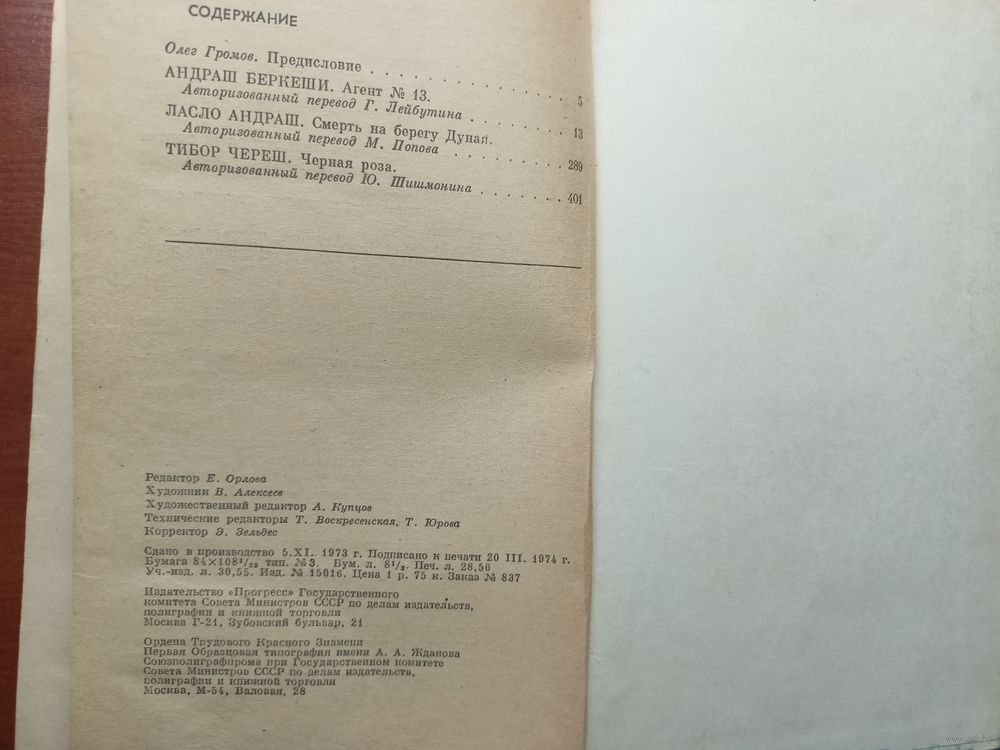 СОДЕРЖАНИЕ
Олег Громов. Предисловие . . . . . . . . . . . . . 5
АНДРАШ БЕРКЕШИ. Агент № 13.
Авторизованный перевод Г. Лейбутина . . . . . . . . 13
ЛАСЛО АНДРАШ. Смерть на берегу Дуная.
Авторизованный перевод М. Попова . . . . . . . . . 289
ТИБОР ЧЕРЕШ. Черная роза.
Авторизованный перевод Ю. Шишмонина . . . . . . . 401
Редактор Е. Орлова
Художник В. Алексеев
Художественный редактор А. Купцов
Технические редакторы Т. Воскресенская, Т. Юрова
Корректор Э. Зельдес
Сдано в производство 5.XI. 1973 г. Подписано к печати 20 III. 1974 г.
Бумага 84×108¹/₃₂ тип. №3. Бум. л. 8¹/₂. Печ. л. 28,56
Уч.-изд. л. 30,55. Изд. № 15016. Цена 1 р. 75 к. Заказ № 837
Издательство «Прогресс» Государственного
комитета Совета Министров СССР по делам издательств,
полиграфии и книжной торговли
Москва Г-21, Зубовский бульвар, 21
Ордена Трудового Красного Знамени
Первая Образцовая типография имени А. А. Жданова
Союзполиграфпрома при Государственном комитете
Совета Министров СССР по делам издательств,
полиграфии и книжной торговли
Москва, М-54, Валовая, 28